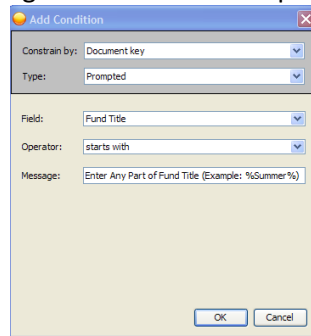 Add Condition
Constrain by: Document key
Type: Prompted
Field: Fund Title
Operator: starts with
Message: Enter Any Part of Fund Title (Example: %Summer%)
OK Cancel